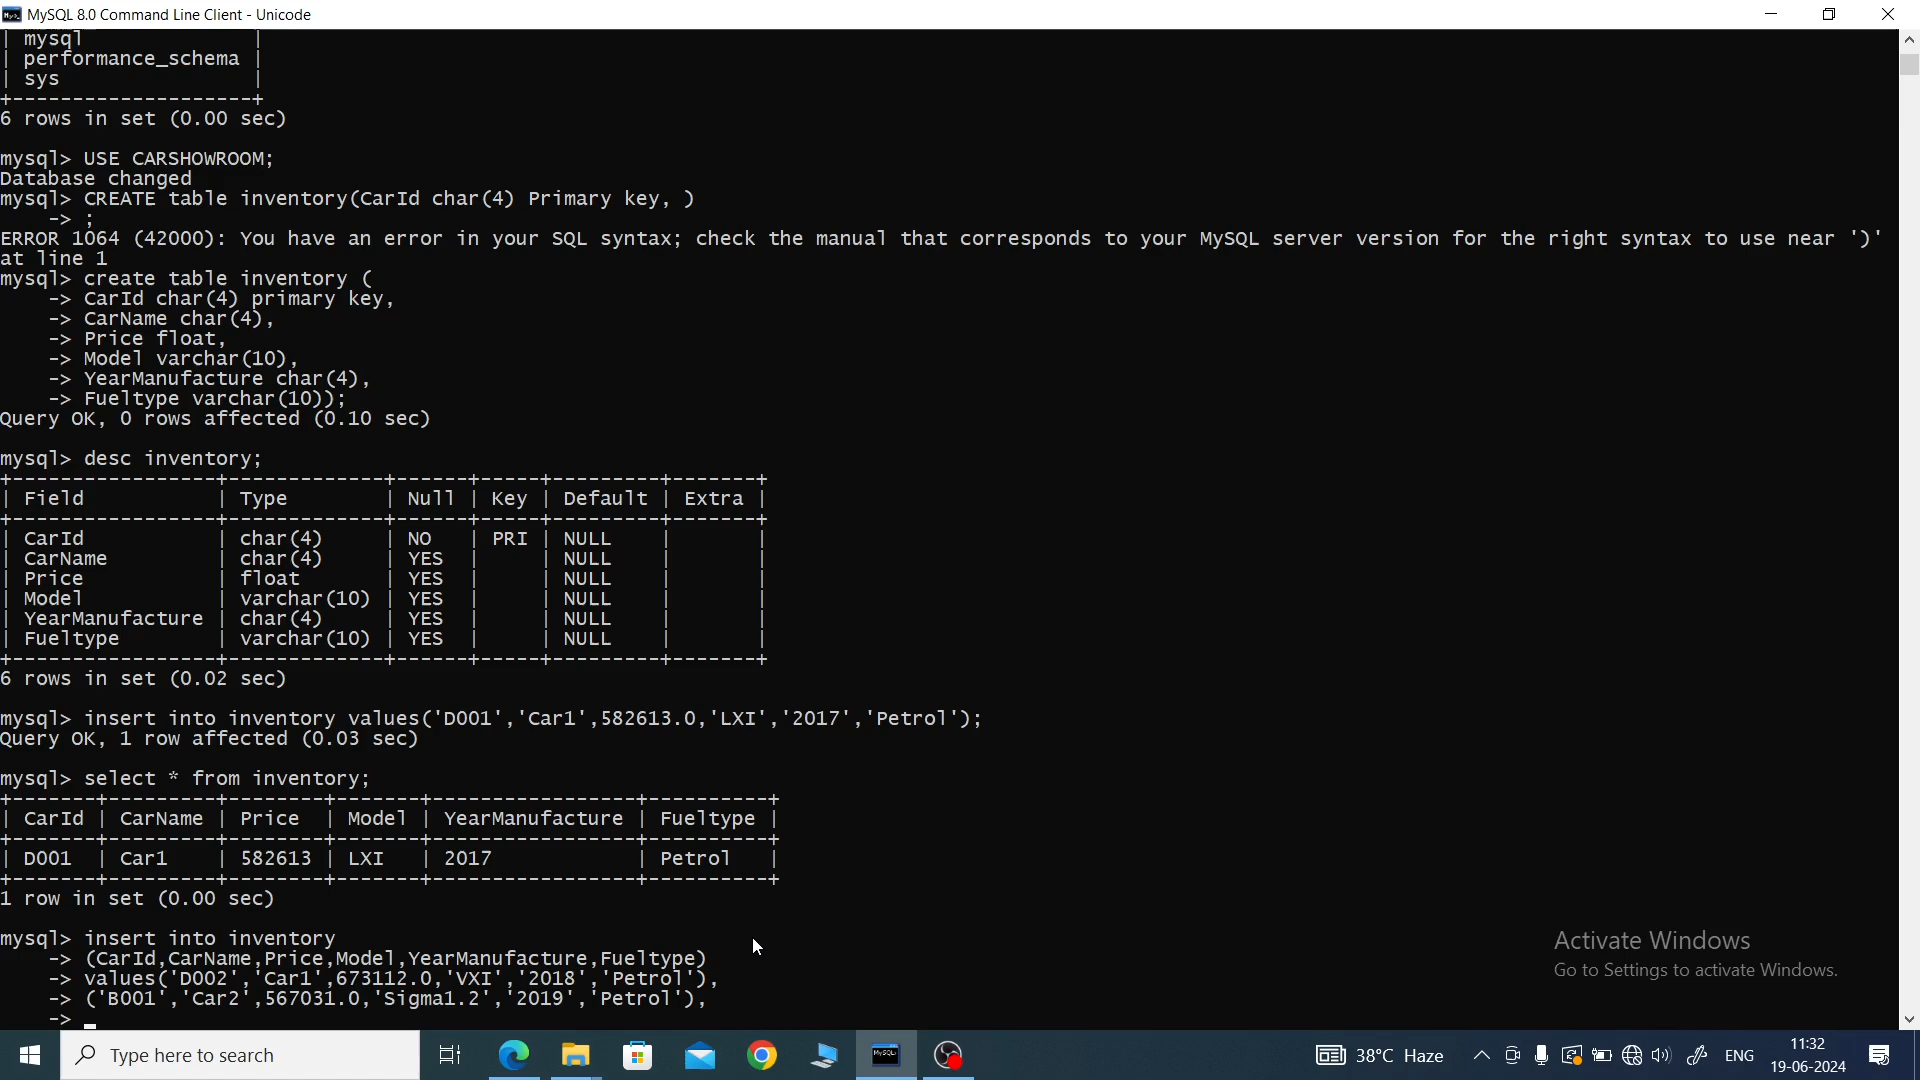 MySQL 8.0 Command Line Client - Unicode
| mysql |
| performance_schema |
| sys |
+--------------------+
6 rows in set (0.00 sec)
mysql> USE CARSHOWROOM;
Database changed
mysql> CREATE table inventory(CarId char(4) Primary key, )
    -> ;
ERROR 1064 (42000): You have an error in your SQL syntax; check the manual that corresponds to your MySQL server version for the right syntax to use near ')'
at line 1
mysql> create table inventory (
    -> CarId char(4) primary key,
    -> CarName char(4),
    -> Price float,
    -> Model varchar(10),
    -> YearManufacture char(4),
    -> Fueltype varchar(10));
Query OK, 0 rows affected (0.10 sec)
mysql> desc inventory;
+-----------------+-------------+------+-----+---------+-------+
| Field           | Type        | Null | Key | Default | Extra |
+-----------------+-------------+------+-----+---------+-------+
| CarId           | char(4)     | NO   | PRI | NULL    |       |
| CarName         | char(4)     | YES  |     | NULL    |       |
| Price           | float       | YES  |     | NULL    |       |
| Model           | varchar(10) | YES  |     | NULL    |       |
| YearManufacture | char(4)     | YES  |     | NULL    |       |
| Fueltype        | varchar(10) | YES  |     | NULL    |       |
+-----------------+-------------+------+-----+---------+-------+
6 rows in set (0.02 sec)
mysql> insert into inventory values('D001','Car1',582613.0,'LXI','2017','Petrol');
Query OK, 1 row affected (0.03 sec)
mysql> select * from inventory;
+-------+---------+--------+-------+-----------------+----------+
| CarId | CarName | Price  | Model | YearManufacture | Fueltype |
+-------+---------+--------+-------+-----------------+----------+
| D001  | Car1    | 582613 | LXI   | 2017            | Petrol   |
+-------+---------+--------+-------+-----------------+----------+
1 row in set (0.00 sec)
mysql> insert into inventory
    -> (CarId,CarName,Price,Model,YearManufacture,Fueltype)
    -> values('D002','Car1',673112.0,'VXI','2018','Petrol'),
    -> ('B001','Car2',567031.0,'Sigma1.2','2019','Petrol'),
    -> _
Activate Windows
Go to Settings to activate Windows.
Type here to search
MySQL
38°C Haze
ENG
11:32
19-06-2024